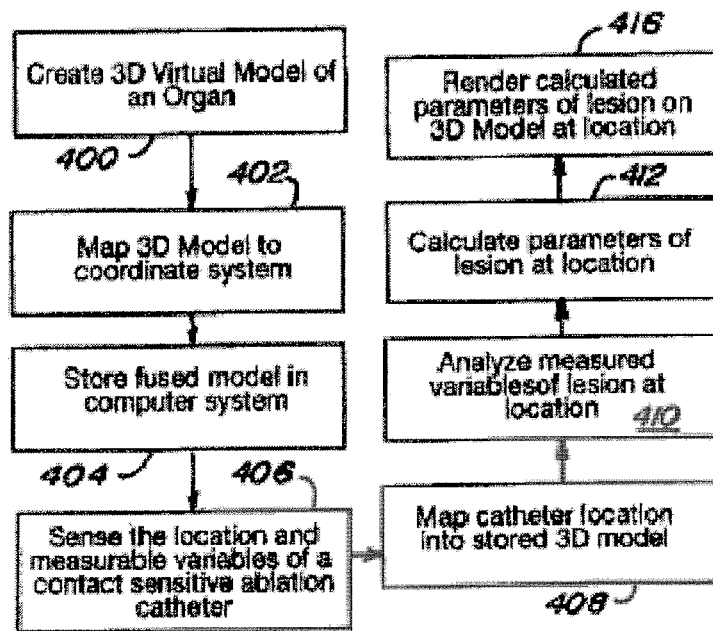 Create 3D Virtual Model of
an Organ
400
402
Map 3D Model to
coordinate system
Store fused model in
computer system
404
406
Sense the location and
measurable variables of a
contact sensitive ablation
catheter
Map catheter location
into stored 3D model
408
Analyze measured
variablesof lesion at
location
410
412
Calculate parameters of
lesion at location
416
Render calculated
parameters of lesion on
3D Model at location